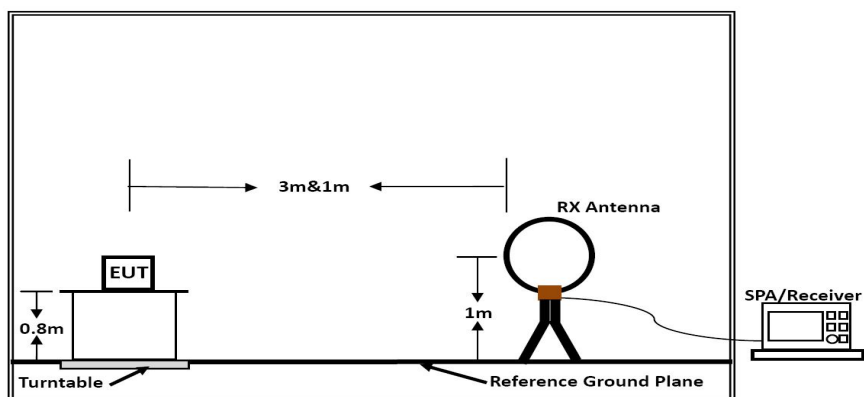 3m&1m
RX Antenna
EUT
SPA/Receiver
0.8m
1m
Turntable
Reference Ground Plane